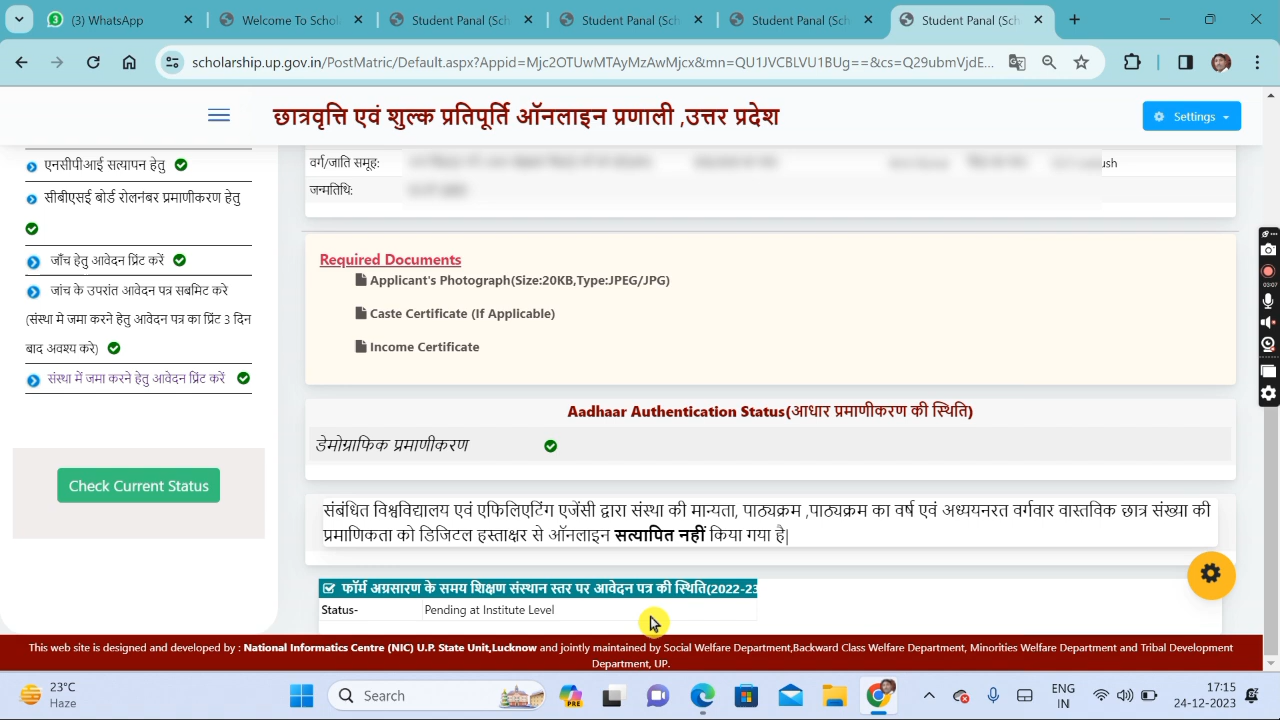 3
WhatsApp
Scholarship
Student Panel (Sch
Student Panel (Sch
Student Panel (Sch
scholarship.up.gov.in/PostMatric/Default.aspx?Appid=Mjc2OTUwMTAyMzAwMjcx&mn=QU1JVCBLVU1BUg==&cs=Q29ubmVjdE...
छात्रवृत्ति एवं शुल्क प्रतिपूर्ति ऑनलाइन प्रणाली ,उत्तर प्रदेश
Settings
एनसीपीआई सत्यापन हेतु
सीबीएसई बोर्ड रोलनंबर प्रमाणीकरण हेतु
जाँच हेतु आवेदन प्रिंट करें
जांच के उपरांत आवेदन पत्र सबमिट करे
(संस्था में जमा करने हेतु आवेदन पत्र का प्रिंट 3 दिन
बाद अवश्य करे)
संस्था में जमा करने हेतु आवेदन प्रिंट करें
Check Current Status
वर्ग/जाति समूह:
ush
जन्मतिथि:
Required Documents
Applicant's Photograph(Size:20KB,Type:JPEG/JPG)
Caste Certificate (If Applicable)
Income Certificate
Aadhaar Authentication Status(आधार प्रमाणीकरण की स्थिति)
डेमोग्राफिक प्रमाणीकरण
संबंधित विश्वविद्यालय एवं एफिलिएटिंग एजेंसी द्वारा संस्था की मान्यता, पाठ्यक्रम ,पाठ्यक्रम का वर्ष एवं अध्ययनरत वर्गवार वास्तविक छात्र संख्या की
प्रमाणिकता को डिजिटल हस्ताक्षर से ऑनलाइन सत्यापित नहीं किया गया है|
फॉर्म अग्रसारण के समय शिक्षण संस्थान स्तर पर आवेदन पत्र की स्थिति(2022-23
Status- Pending at Institute Level
03:07
This web site is designed and developed by : National Informatics Centre (NIC) U.P. State Unit,Lucknow and jointly maintained by Social Welfare Department,Backward Class Welfare Department, Minorities Welfare Department and Tribal Development
Department, UP.
23°C
Haze
Search
PRE
ENG
IN
17:15
24-12-2023